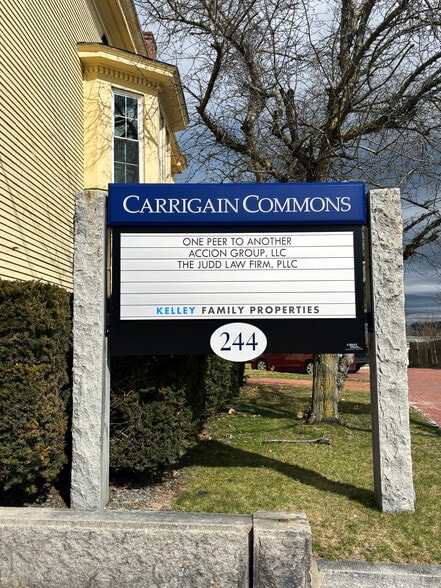 CARRIGAIN COMMONS
ONE PEER TO ANOTHER
ACCION GROUP, LLC
THE JUDD LAW FIRM, PLLC
KELLEY FAMILY PROPERTIES
244